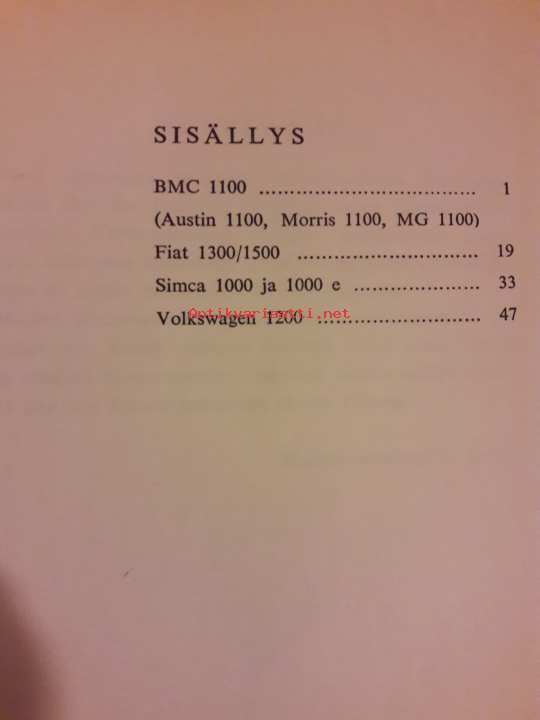 SISÄLLYS
BMC 1100 .................................... 1
(Austin 1100, Morris 1100, MG 1100)
Fiat 1300/1500 .............................. 19
Simca 1000 ja 1000 e ..................... 33
Volkswagen 1200 ........................... 47
Optikvariaatti.net